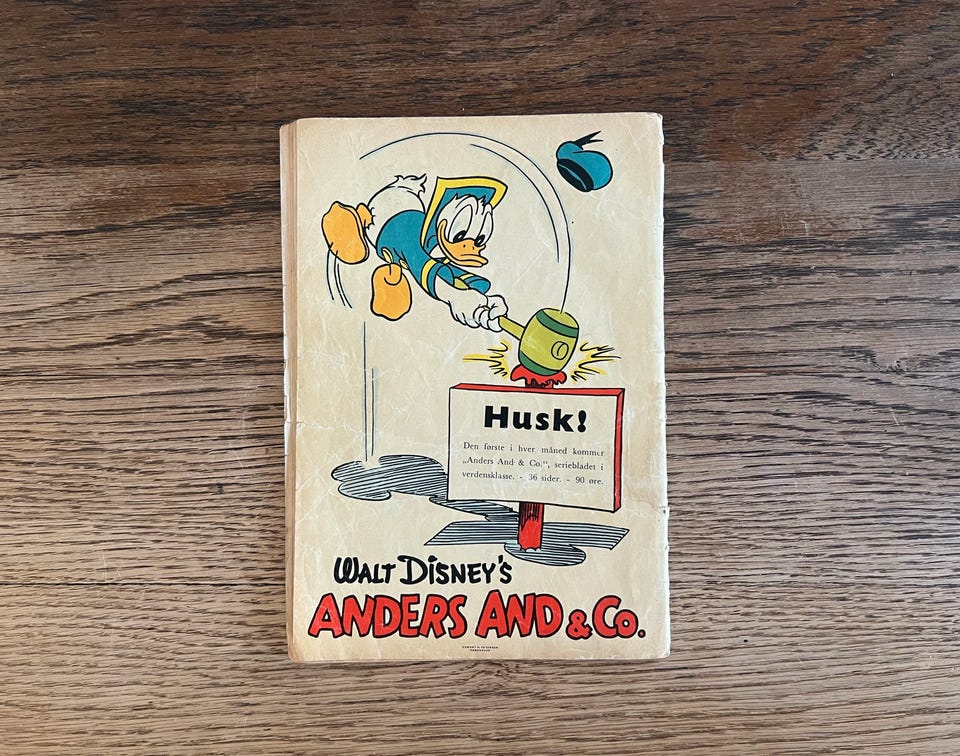 Husk!
Den første i hver måned kommer
„Anders And & Co.“, seriebladet i
verdensklasse. - 36 sider. - 90 øre.
WALT DISNEY'S
ANDERS AND & Co.
GUTENBERGHUS